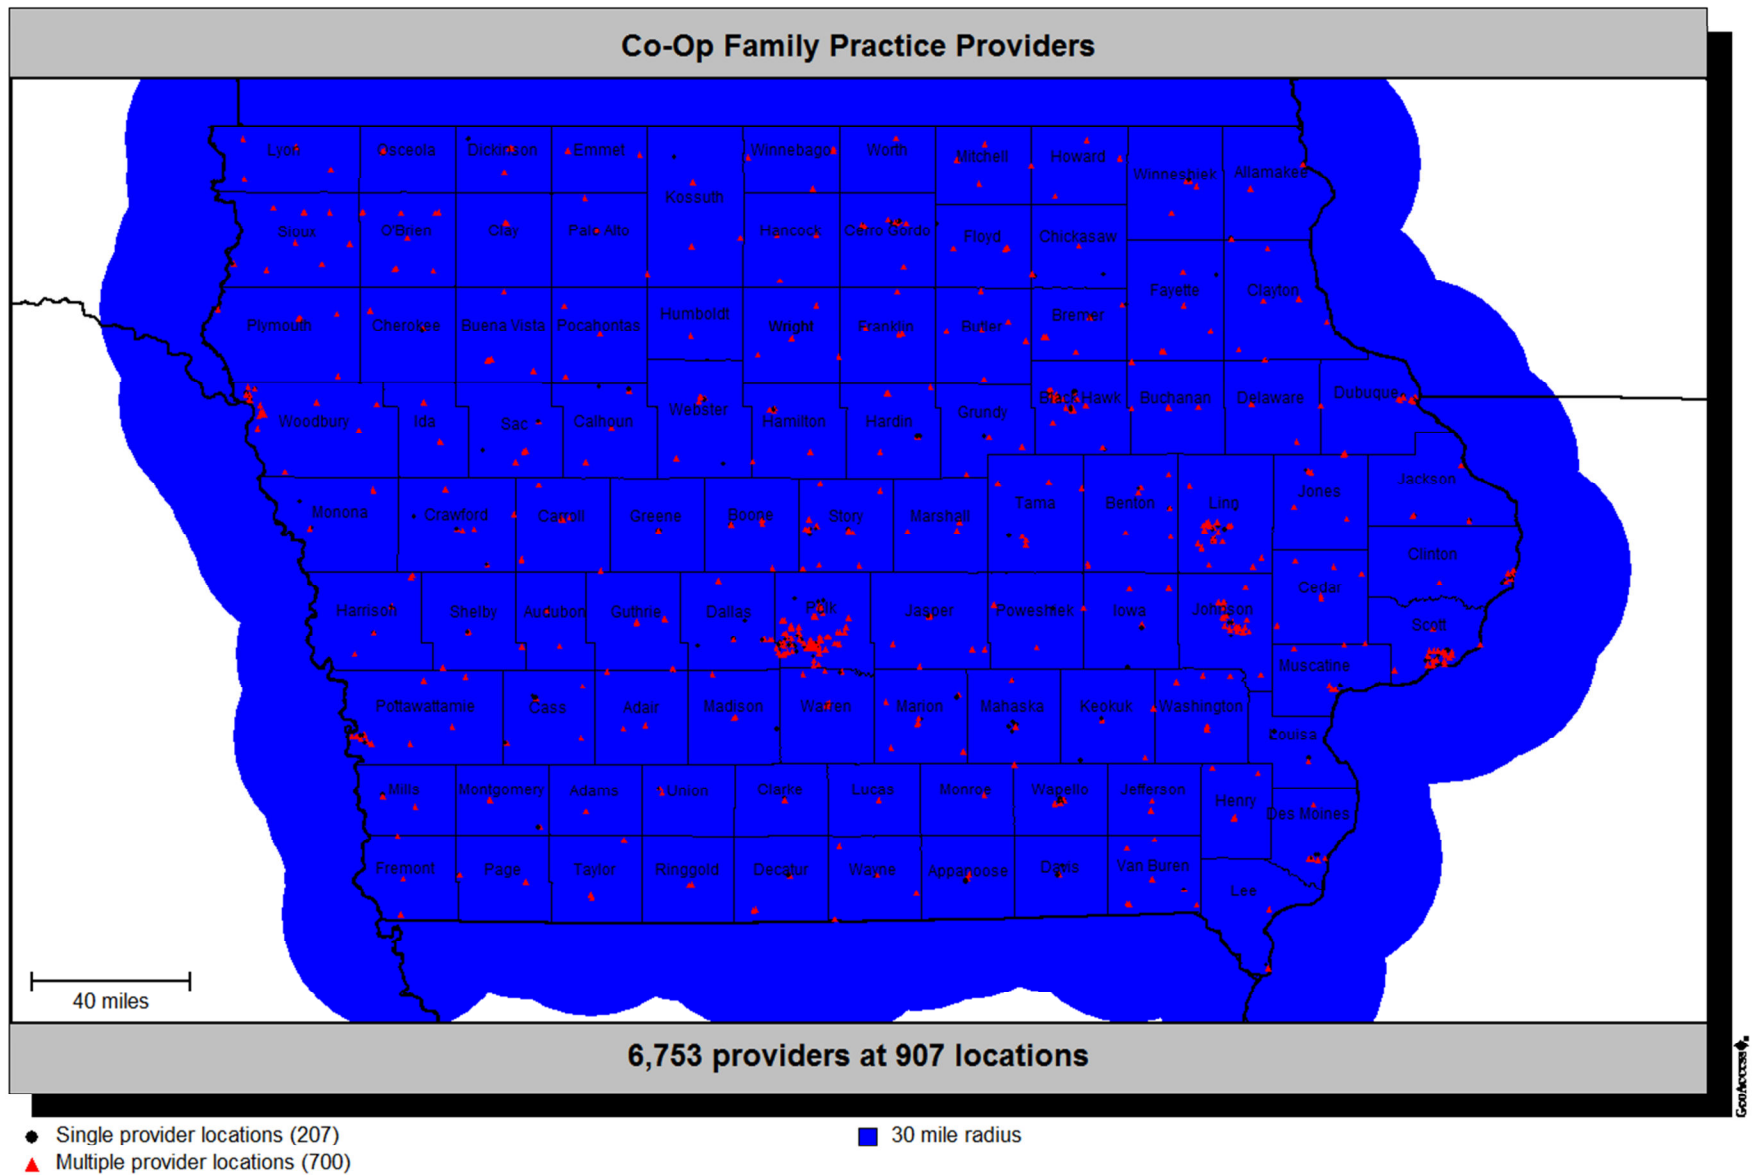 Co-Op Family Practice Providers
Lyon Osceola Dickinson Emmet Winnebago Worth Mitchell Howard Winneshiek Allamakee
Kossuth
Sioux O'Brien Clay Palo Alto Hancock Cerro Gordo Floyd Chickasaw
Fayette Clayton
Plymouth Cherokee Buena Vista Pocahontas Humboldt Wright Franklin Butler Bremer
Woodbury Ida Sac Calhoun Webster Hamilton Hardin Grundy Black Hawk Buchanan Delaware Dubuque
Monona Crawford Carroll Greene Boone Story Marshall Tama Benton Ling Jones Jackson
Clinton
Harrison Shelby Audubon Guthrie Dallas Polk Jasper Poweshiek Iowa Johnson Cedar
Scott
Muscatine
Pottawattamie Cass Adair Madison Warren Marion Mahaska Keokuk Washington
Louisa
Mills Montgomery Adams Union Clarke Lucas Monroe Wapello Jefferson Henry Des Moines
Fremont Page Taylor Ringgold Decatur Wayne Appanoose Davis Van Buren Lee
40 miles
6,753 providers at 907 locations
GeoAccess
Single provider locations (207)
30 mile radius
Multiple provider locations (700)